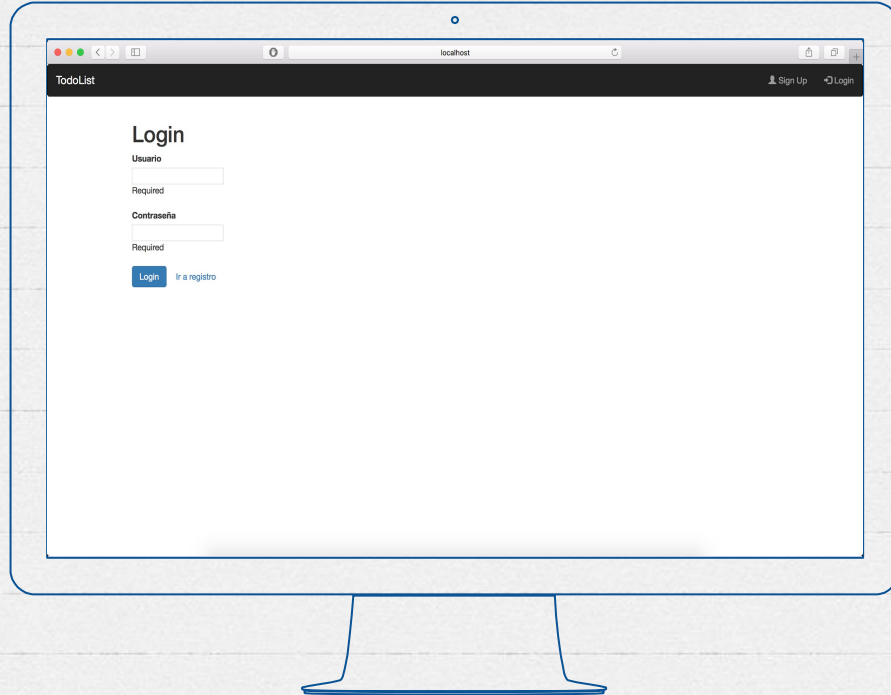 localhost
TodoList
Sign Up
Login
Login
Usuario
Required
Contraseña
Required
Login
Ir a registro